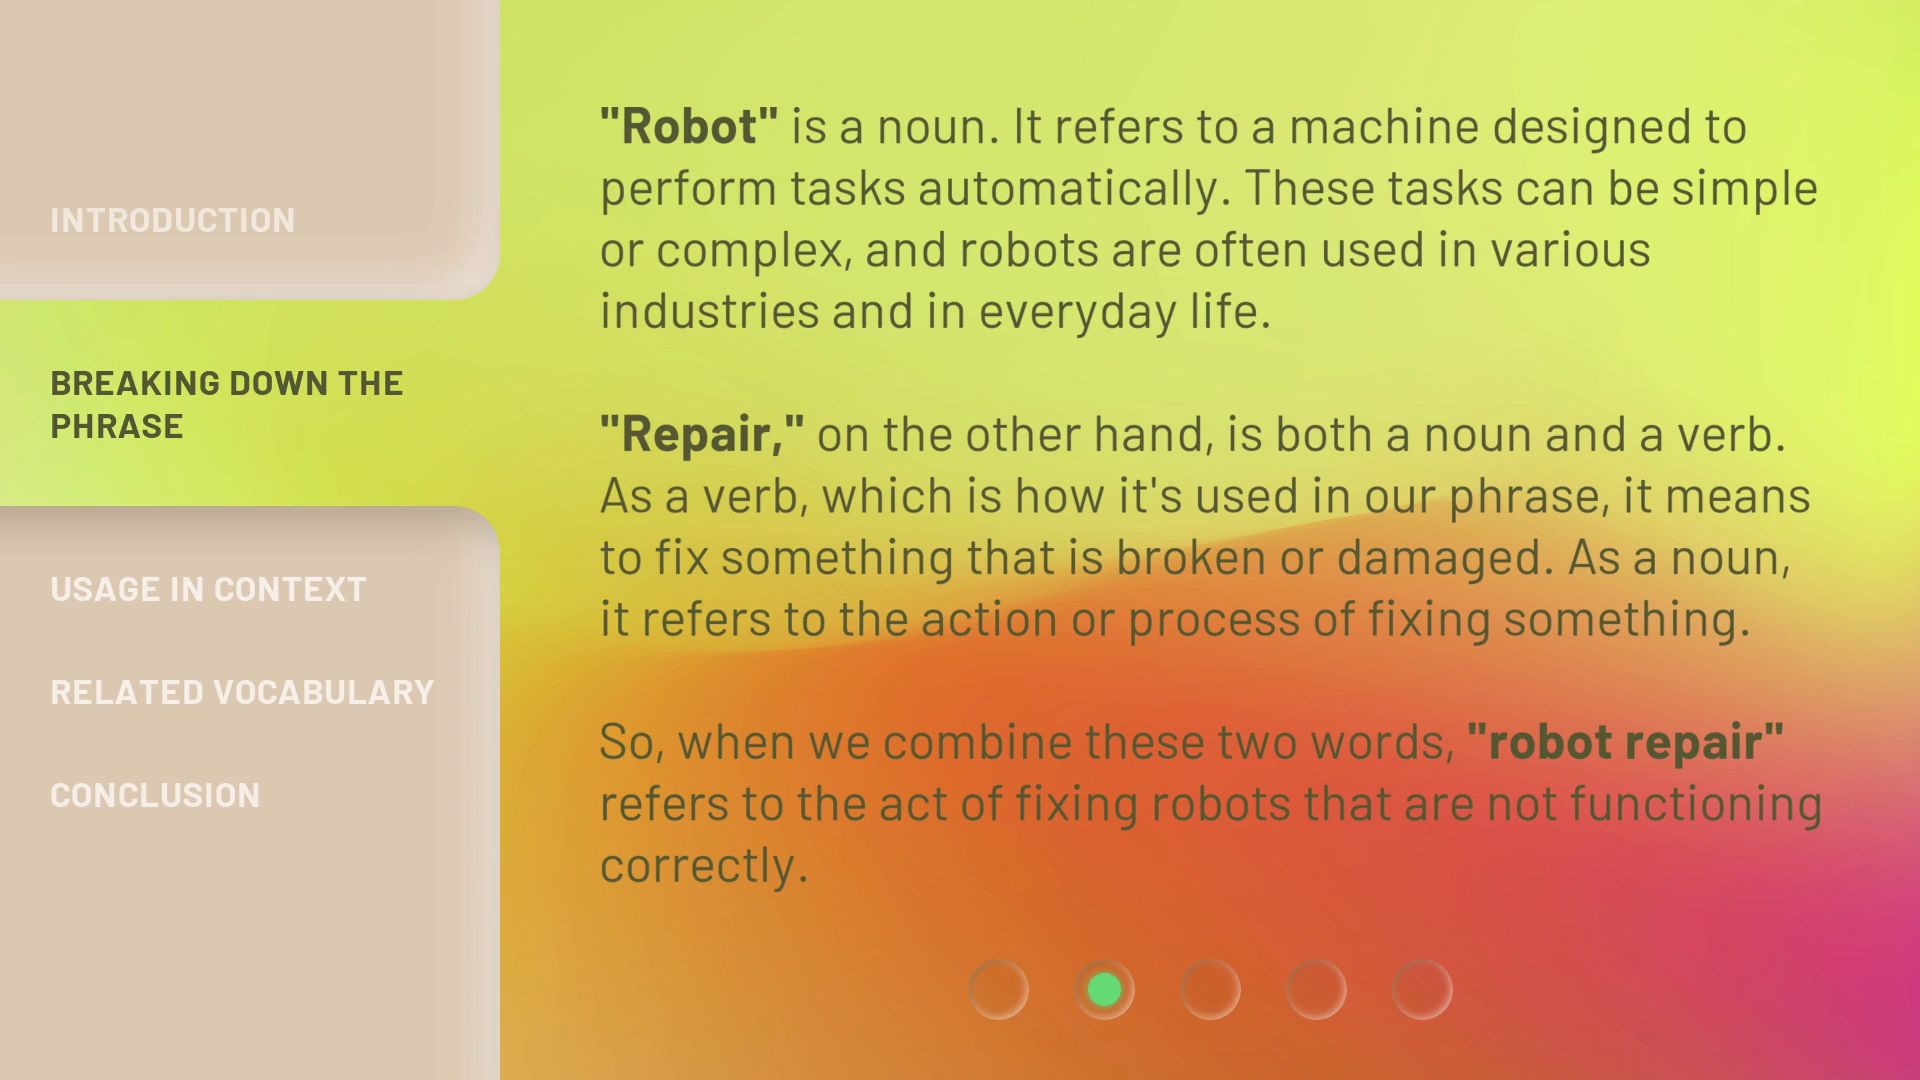 INTRODUCTION
BREAKING DOWN THE
PHRASE
USAGE IN CONTEXT
RELATED VOCABULARY
CONCLUSION
"Robot" is a noun. It refers to a machine designed to
perform tasks automatically. These tasks can be simple
or complex, and robots are often used in various
industries and in everyday life.
"Repair," on the other hand, is both a noun and a verb.
As a verb, which is how it's used in our phrase, it means
to fix something that is broken or damaged. As a noun,
it refers to the action or process of fixing something.
So, when we combine these two words, "robot repair"
refers to the act of fixing robots that are not functioning
correctly.